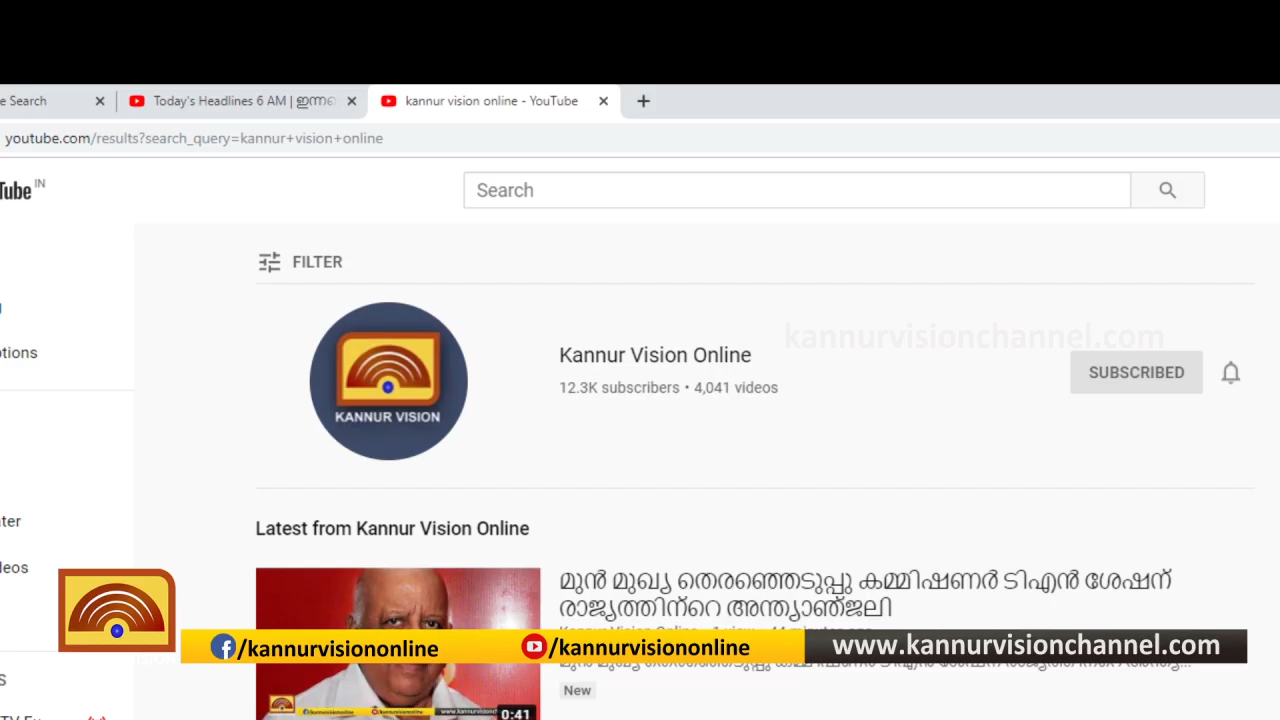 e Search
Today's Headlines 6 AM | ഇന്നത
kannur vision online - YouTube
youtube.com/results?search_query=kannur+vision+online
Tube IN
Search
FILTER
ptions
kannurvisionchannel.com
Kannur Vision Online
12.3K subscribers • 4,041 videos
SUBSCRIBED
KANNUR VISION
ater
Latest from Kannur Vision Online
deos
മുൻ മുഖ്യ തെരഞ്ഞെടുപ്പു കമ്മിഷണർ ടിഎൻ ശേഷന്
രാജ്യത്തിന്റെ അന്ത്യാഞ്ജലി
/kannurvisiononline
/kannurvisiononline
www.kannurvisionchannel.com
New
0:41